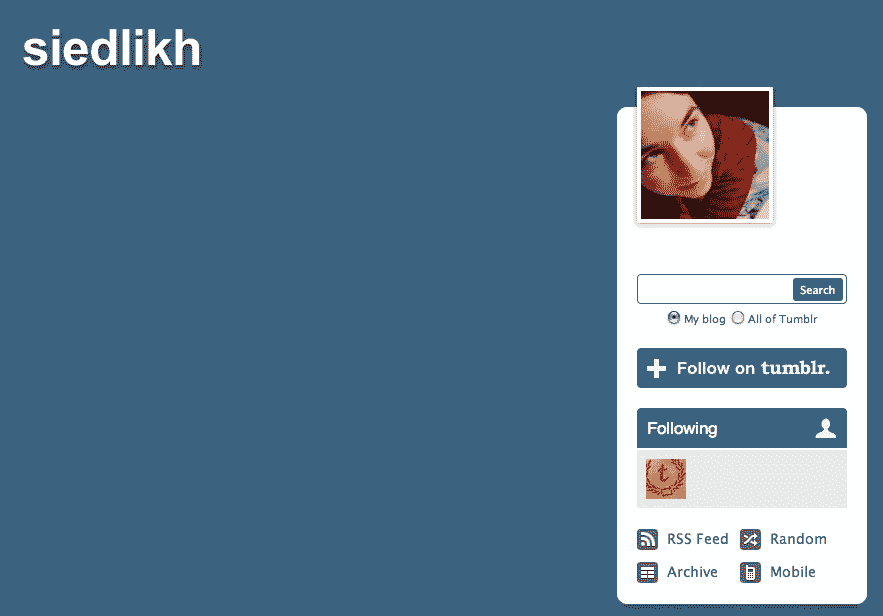 siedlikh
Search
My blog All of Tumblr
Follow on tumblr.
Following
t
RSS Feed Random
Archive Mobile